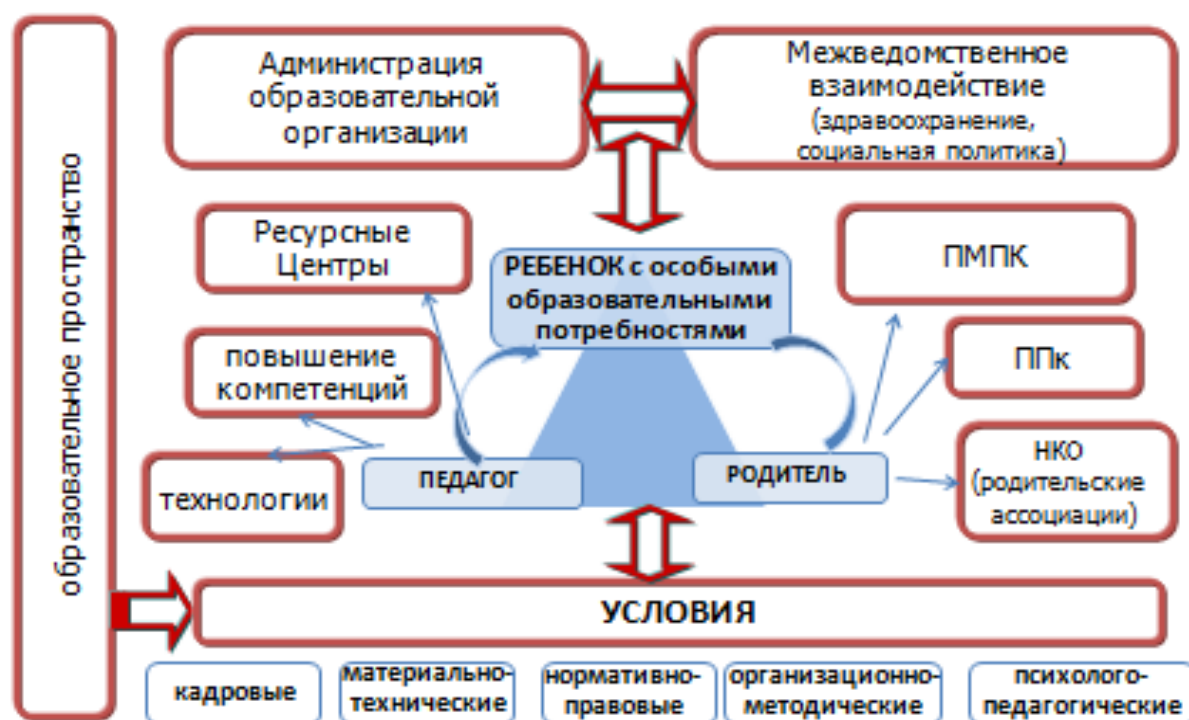 образовательное пространство
Администрация
образовательной
организации
Межведомственное
взаимодействие
(здравоохранение,
социальная политика)
Ресурсные
Центры
РЕБЕНОК с особыми
образовательными
потребностями
ПМПК
повышение
компетенций
ППк
технологии
ПЕДАГОГ
РОДИТЕЛЬ
НКО
(родительские
ассоциации)
УСЛОВИЯ
кадровые
материально-
технические
нормативно-
правовые
организационно-
методические
психолого-
педагогические